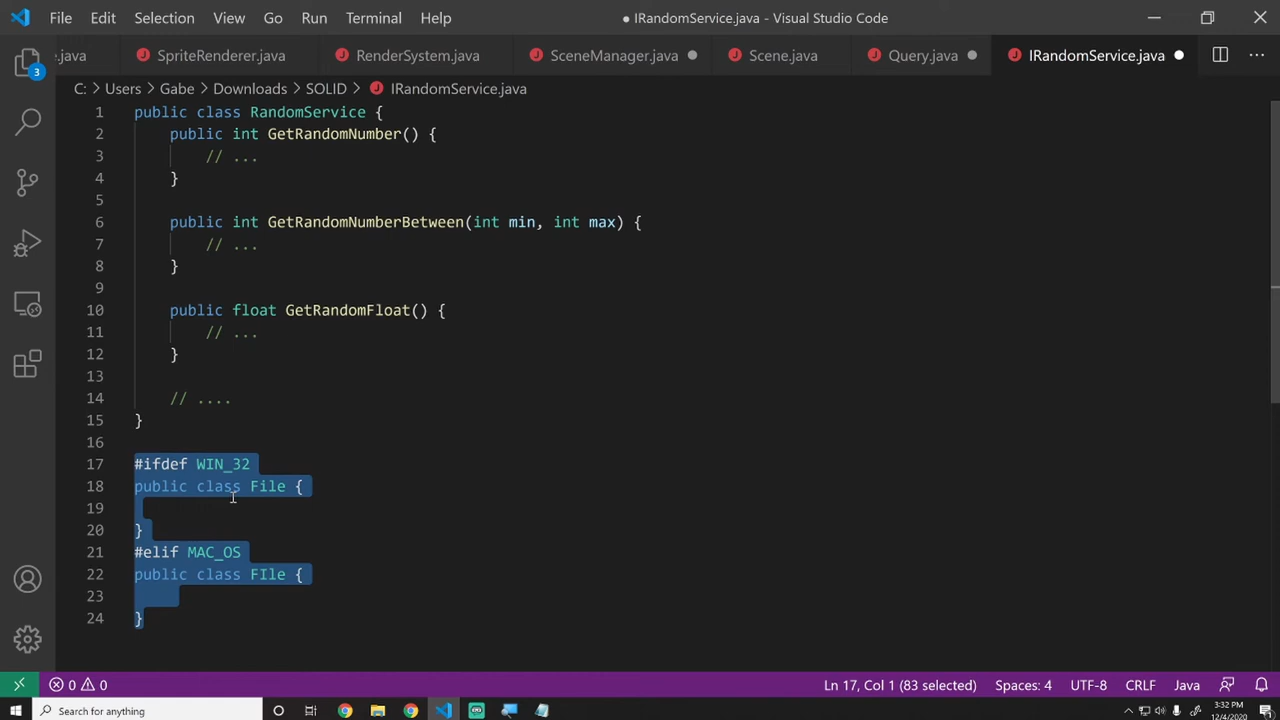 File Edit Selection View Go Run Terminal Help ● IRandomService.java - Visual Studio Code
.java SpriteRenderer.java RenderSystem.java SceneManager.java Scene.java Query.java IRandomService.java
3
C: > Users > Gabe > Downloads > SOLID > IRandomService.java
1 public class RandomService {
2 public int GetRandomNumber() {
3 // ...
4 }
5
6 public int GetRandomNumberBetween(int min, int max) {
7 // ...
8 }
9
10 public float GetRandomFloat() {
11 // ...
12 }
13
14 // ....
15 }
16
17 #ifdef WIN_32
18 public class File {
19
20 }
21 #elif MAC_OS
22 public class FIle {
23
24 }
0 0 Ln 17, Col 1 (83 selected) Spaces: 4 UTF-8 CRLF Java
Search for anything
3:32 PM